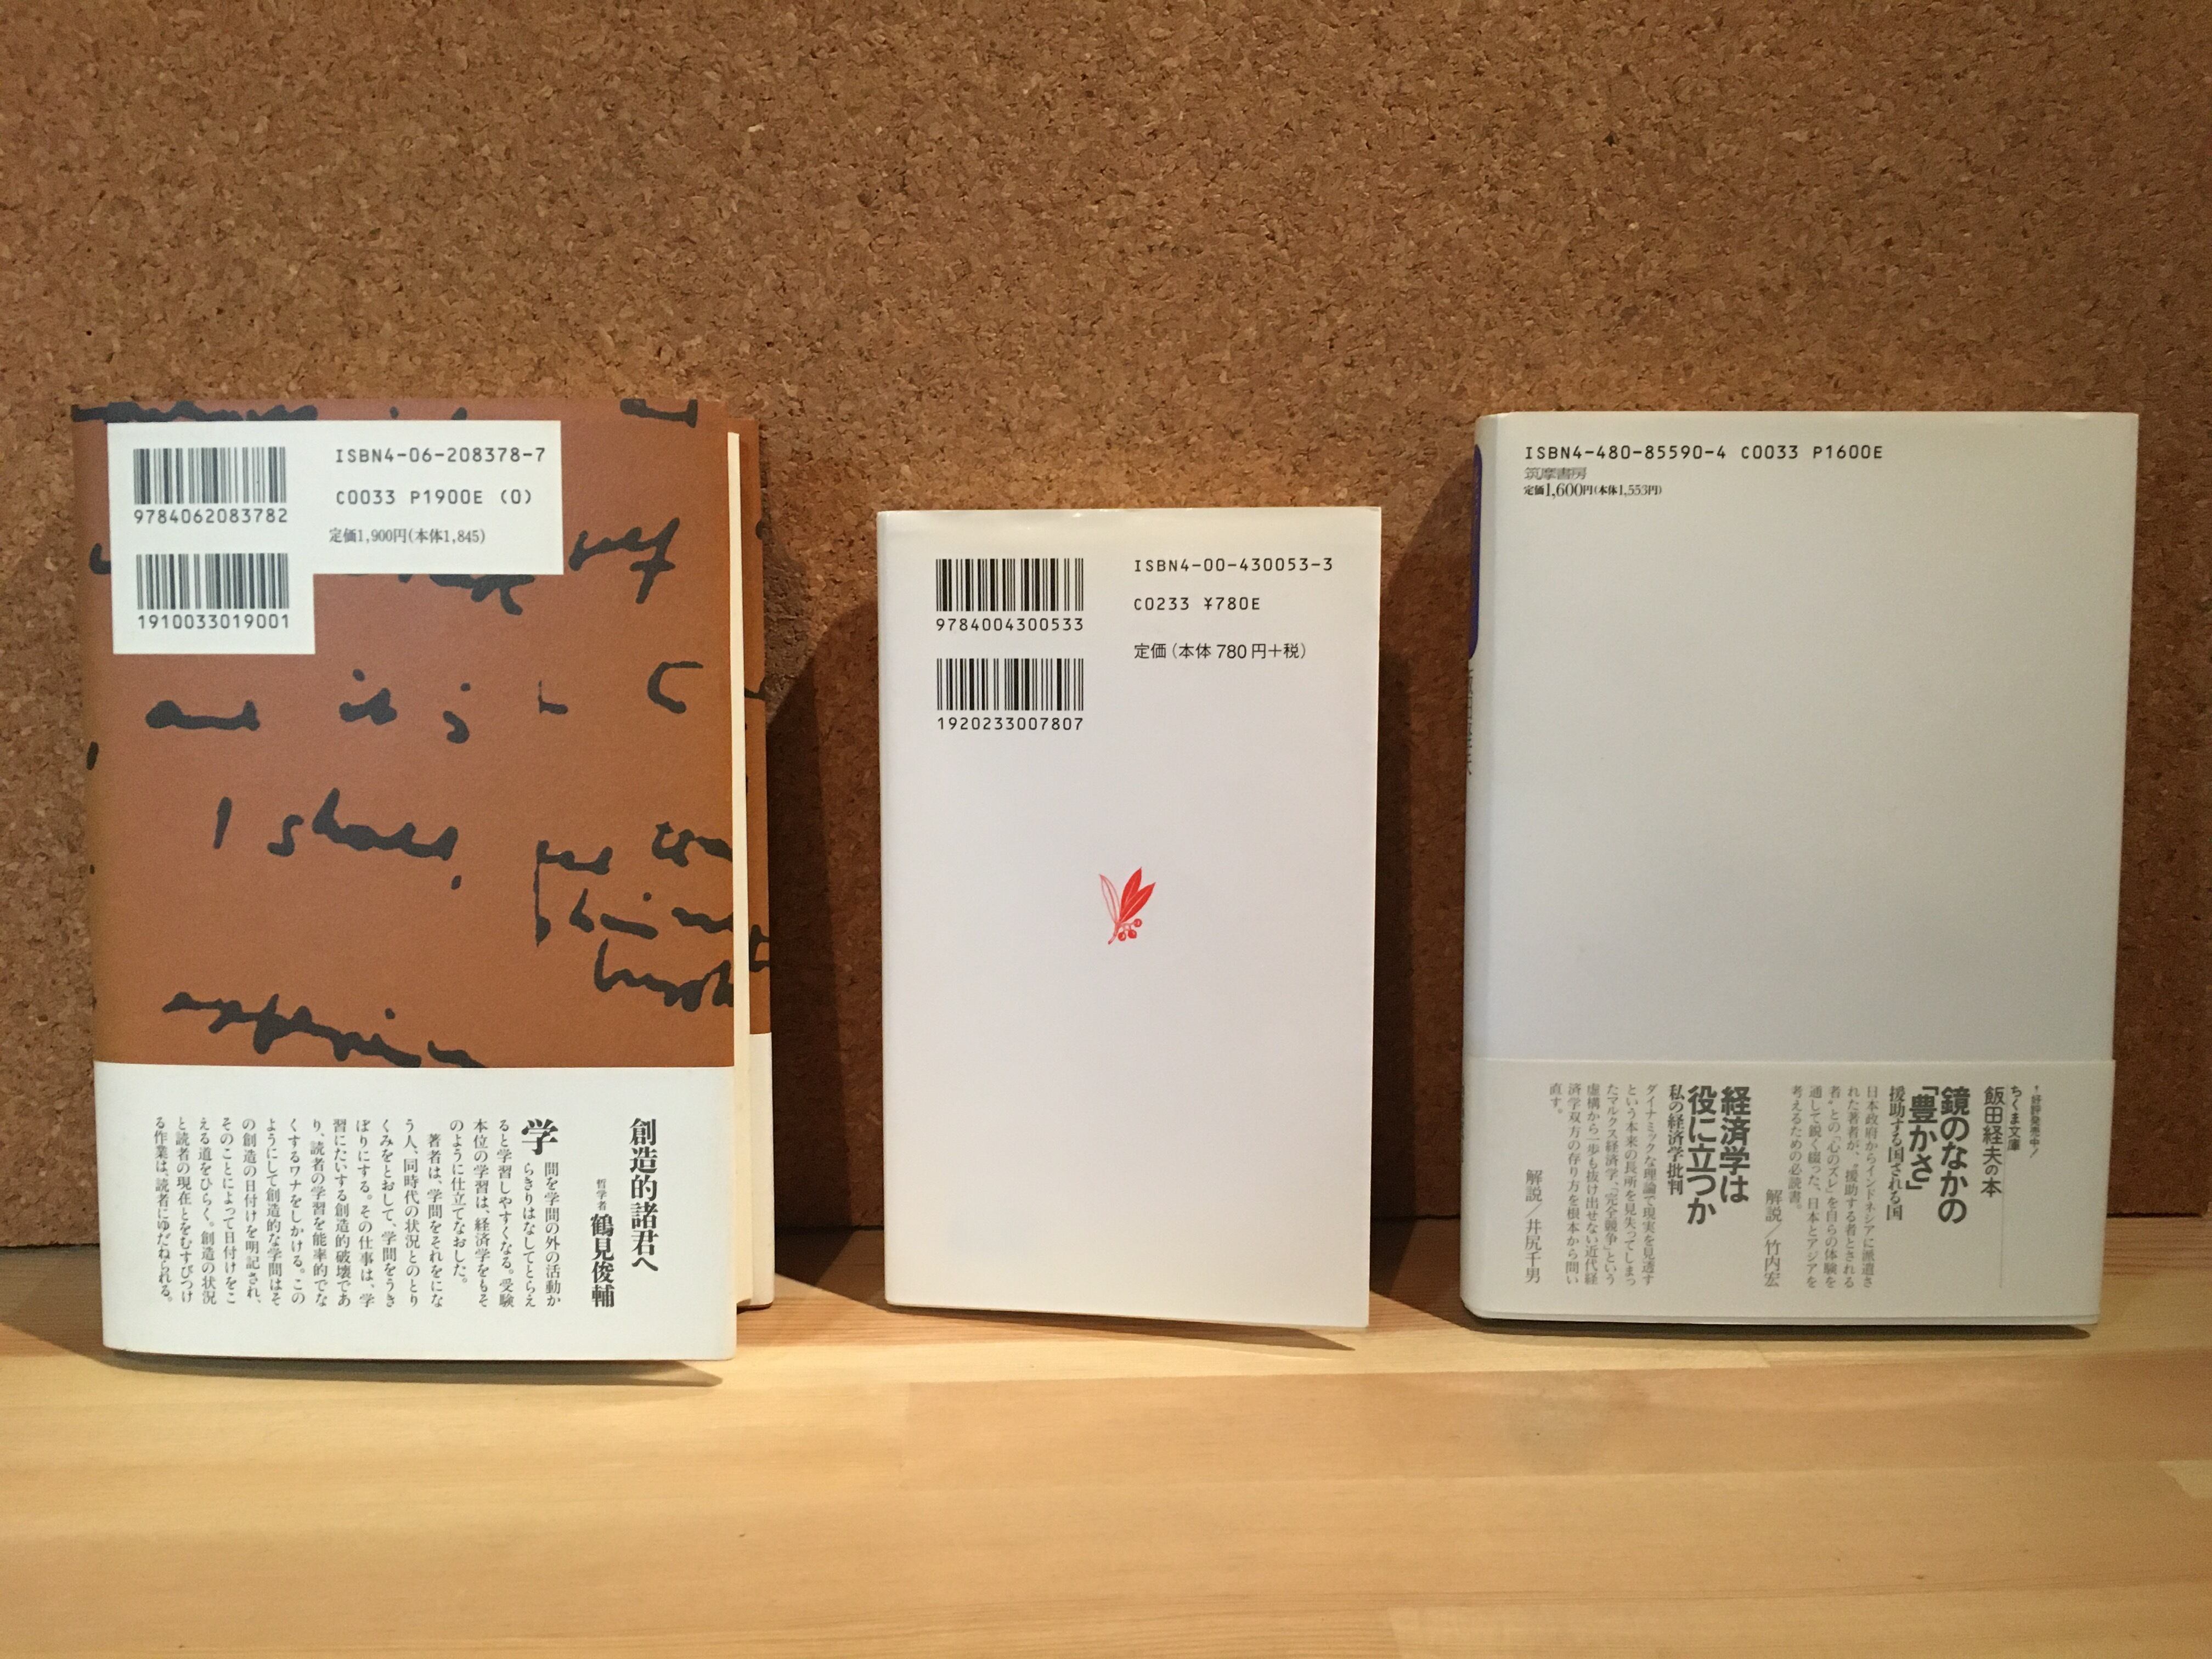 ISBN4-06-208378-7
C0033 P1900E (0)
定価1,900円(本体1,845)
9784062083782
1910033019001
and it is
I shall,
創造的諸君へ
哲学者 鶴見俊輔
学問を学問の外の活動か
らきりはなしてとらえ
ると学習しやすくなる。受験
本位の学習は、経済学をもそ
のように仕立てなおした。
著者は、学問をそれをにな
う人、同時代の状況とのとり
くみをとおして、学問をうき
ぼりにする。その仕事は、学
習にたいする創造的破壊であ
り、読者の学習を能率的でな
くするワナをしかける。この
ようにして創造的な学問はそ
の創造の日付けを明記され、
そのことによって日付けをこ
える道をひらく。創造の状況
と読者の現在とをむすびつけ
る作業は、読者にゆだねられる。
ISBN4-00-430053-3
C0233 ¥780E
定価(本体 780 円+税)
9784004300533
1920233007807
ISBN4-480-85590-4 C0033 P1600E
筑摩書房
定価1,600円(本体1,553円)
好評発売中!
ちくま文庫
飯田経夫の本
鏡のなかの
「豊かさ」
援助する国される国
日本政府からインドネシアに派遣さ
れた著者が、“援助する者とされる
者”との「心のズレ」を自らの体験を
通して鋭く綴った、日本とアジアを
考えるための必読書。
解説/竹内宏
経済学は
役に立つか
私の経済学批判
ダイナミックな理論で現実を見透す
という本来の長所を見失ってしまっ
たマルクス経済学、「完全競争」という
虚構から一歩も抜け出せない近代経
済学双方の存り方を根本から問い
直す。
解説/井尻千男